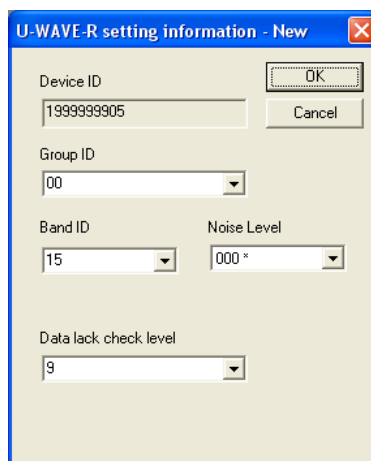 U-WAVE-R setting information - New
Device ID
OK
1999999905
Cancel
Group ID
00
Band ID
Noise Level
15
000 *
Data lack check level
9